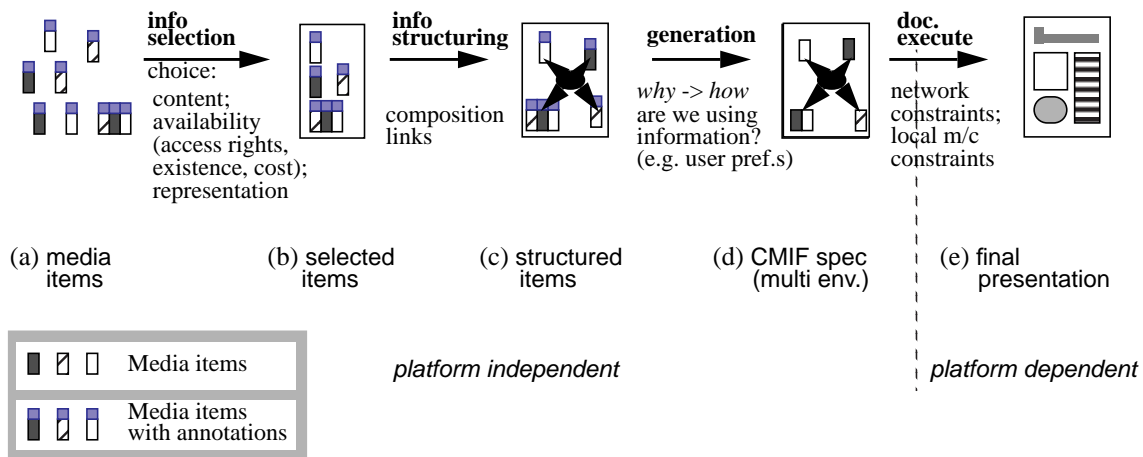 info
selection
choice:
content;
availability
(access rights,
existence, cost);
representation
info
structuring
composition
links
generation
why -> how
are we using
information?
(e.g. user pref.s)
doc.
execute
network
constraints;
local m/c
constraints
(a) media
items
(b) selected
items
(c) structured
items
(d) CMIF spec
(multi env.)
(e) final
presentation
Media items
Media items
with annotations
platform independent
platform dependent